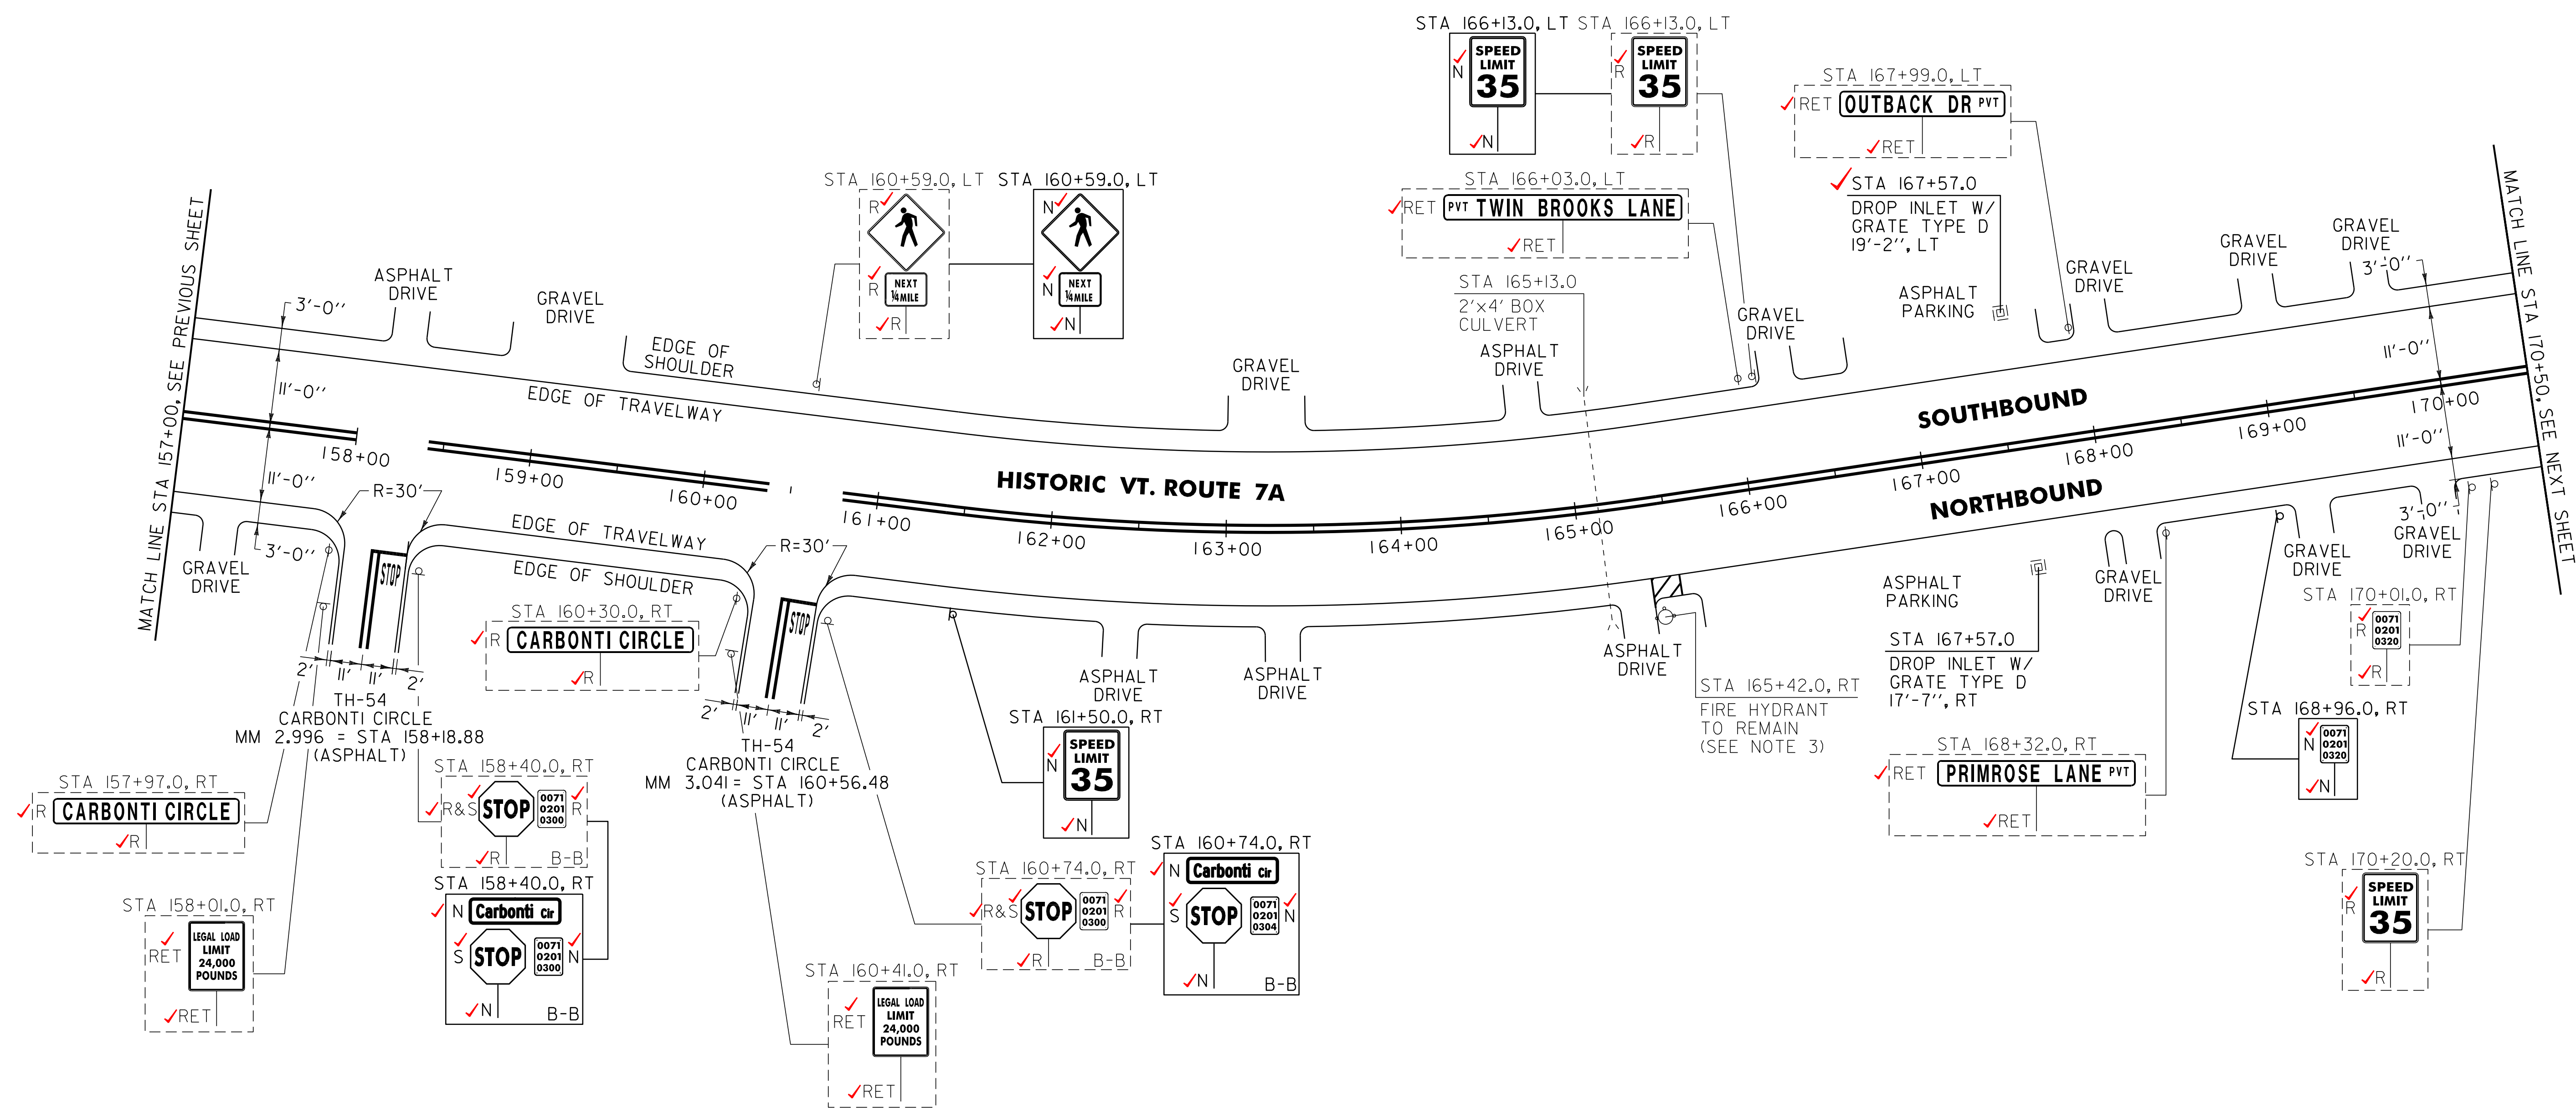 STA 166+13.0, LT
N
SPEED
LIMIT
35
N
STA 166+13.0, LT
R
SPEED
LIMIT
35
R
STA 167+99.0, LT
RET
OUTBACK DR PVT
RET
STA 167+57.0
DROP INLET W/
GRATE TYPE D
19'-2'', LT
STA 166+03.0, LT
RET
PVT TWIN BROOKS LANE
RET
STA 165+13.0
2'x4' BOX
CULVERT
STA 160+59.0, LT
R
R
NEXT
1/4 MILE
R
STA 160+59.0, LT
N
N
NEXT
1/4 MILE
N
MATCH LINE STA 157+00, SEE PREVIOUS SHEET
MATCH LINE STA 170+50, SEE NEXT SHEET
3'-0''
11'-0''
11'-0''
3'-0''
ASPHALT
DRIVE
GRAVEL
DRIVE
EDGE OF
SHOULDER
EDGE OF TRAVELWAY
GRAVEL
DRIVE
ASPHALT
DRIVE
GRAVEL
DRIVE
ASPHALT
PARKING
GRAVEL
DRIVE
GRAVEL
DRIVE
GRAVEL
DRIVE
3'-0''
11'-0''
11'-0''
3'-0''
SOUTHBOUND
HISTORIC VT. ROUTE 7A
NORTHBOUND
158+00
159+00
160+00
161+00
162+00
163+00
164+00
165+00
166+00
167+00
168+00
169+00
170+00
R=30'
R=30'
EDGE OF TRAVELWAY
EDGE OF SHOULDER
STOP
STOP
GRAVEL
DRIVE
2'
11'
11'
2'
TH-54
CARBONTI CIRCLE
MM 2.996 = STA 158+18.88
(ASPHALT)
STA 160+30.0, RT
R
CARBONTI CIRCLE
R
2'
11'
11'
2'
TH-54
CARBONTI CIRCLE
MM 3.041= STA 160+56.48
(ASPHALT)
ASPHALT
DRIVE
ASPHALT
DRIVE
ASPHALT
DRIVE
STA 165+42.0, RT
FIRE HYDRANT
TO REMAIN
(SEE NOTE 3)
ASPHALT
PARKING
STA 167+57.0
DROP INLET W/
GRATE TYPE D
17'-7'', RT
GRAVEL
DRIVE
GRAVEL
DRIVE
GRAVEL
DRIVE
STA 170+01.0, RT
R
0071
0201
0320
R
STA 168+96.0, RT
N
0071
0201
0320
N
STA 168+32.0, RT
RET
PRIMROSE LANE PVT
RET
STA 170+20.0, RT
R
SPEED
LIMIT
35
R
STA 161+50.0, RT
N
SPEED
LIMIT
35
N
STA 157+97.0, RT
R
CARBONTI CIRCLE
R
STA 158+01.0, RT
RET
LEGAL LOAD
LIMIT
24,000
POUNDS
RET
STA 158+40.0, RT
R&S
STOP
0071
0201
0300
R
R
B-B
STA 158+40.0, RT
N
Carbonti Cir
S
STOP
0071
0201
0300
N
N
B-B
STA 160+41.0, RT
RET
LEGAL LOAD
LIMIT
24,000
POUNDS
RET
STA 160+74.0, RT
R&S
STOP
0071
0201
0300
R
R
B-B
STA 160+74.0, RT
N
Carbonti Cir
S
STOP
0071
0201
0304
N
N
B-B